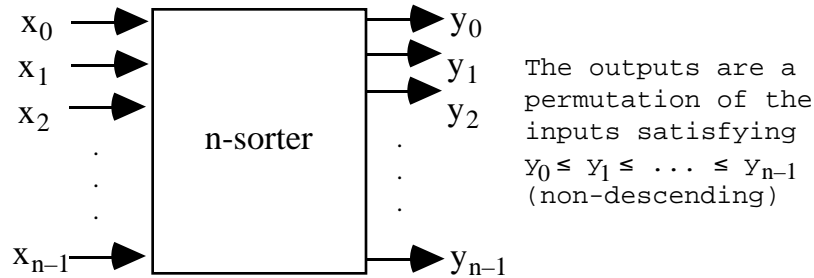 x₀
x₁
x₂
.
.
.
xₙ₋₁
n-sorter
y₀
y₁
y₂
.
.
.
yₙ₋₁
The outputs are a
permutation of the
inputs satisfying
y₀ ≤ y₁ ≤ ... ≤ yₙ₋₁
(non-descending)